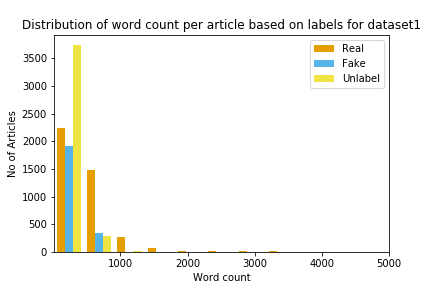 Distribution of word count per article based on labels for dataset1
Real
Fake
Unlabel
No of Articles
3500
3000
2500
2000
1500
1000
500
0
1000 2000 3000 4000 5000
Word count